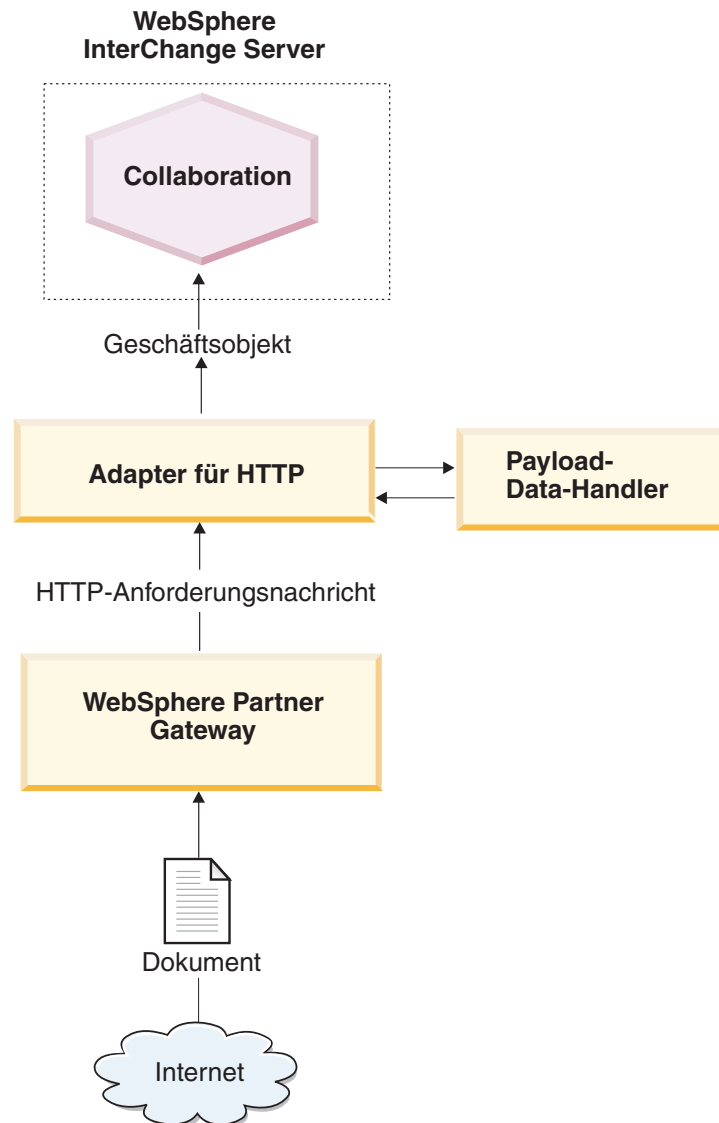 WebSphere
InterChange Server
Collaboration
Geschäftsobjekt
Adapter für HTTP
Payload-
Data-Handler
HTTP-Anforderungsnachricht
WebSphere Partner
Gateway
Dokument
Internet